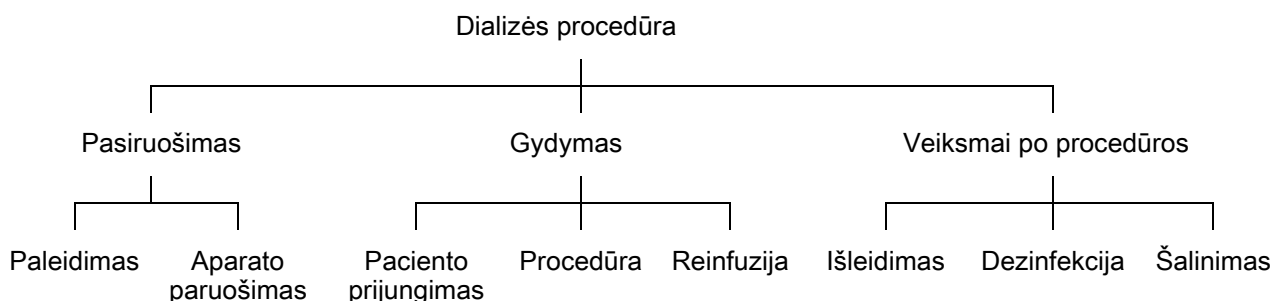 Dializės procedūra
Pasiruošimas
Gydymas
Veiksmai po procedūros
Paleidimas
Aparato
paruošimas
Paciento
prijungimas
Procedūra
Reinfuzija
Išleidimas
Dezinfekcija
Šalinimas